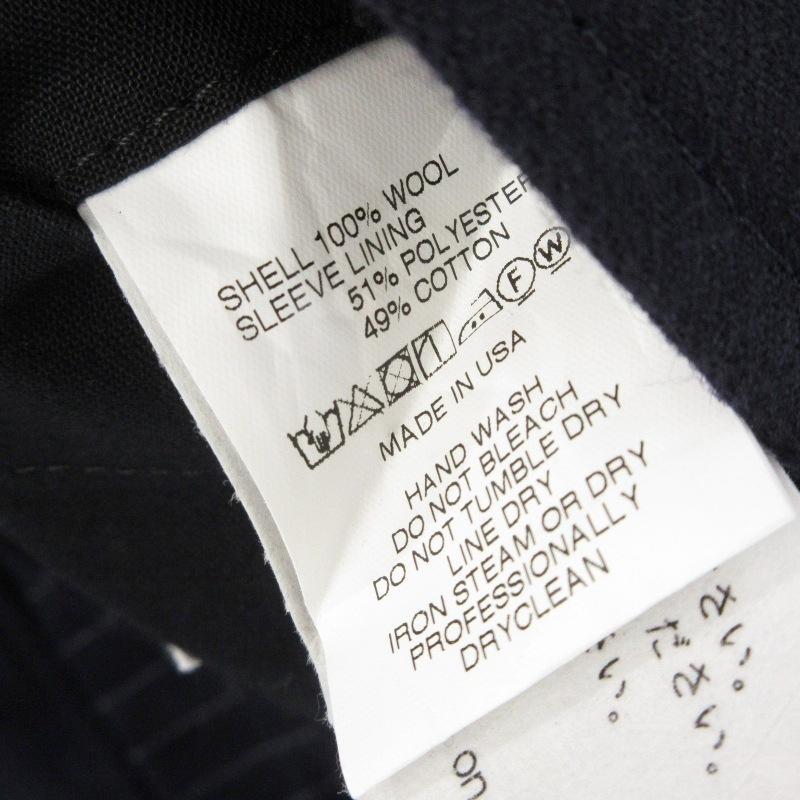 SHELL 100% WOOL
SLEEVE LINING
51% POLYESTER
49% COTTON
F W
MADE IN USA
HAND WASH
DO NOT BLEACH
DO NOT TUMBLE DRY
LINE DRY
IRON STEAM OR DRY
PROFESSIONALLY
DRYCLEAN